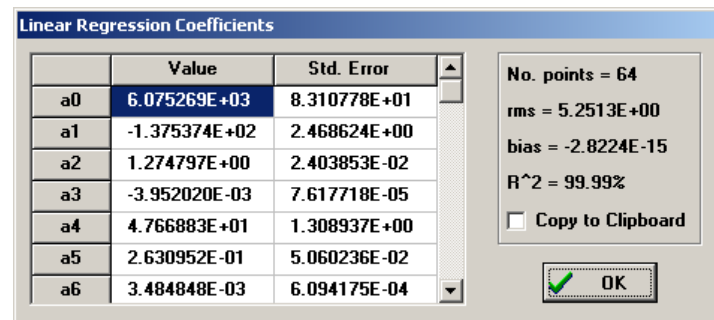 Linear Regression Coefficients
Value Std. Error
a0 6.075269E+03 8.310778E+01
a1 -1.375374E+02 2.468624E+00
a2 1.274797E+00 2.403853E-02
a3 -3.952020E-03 7.617718E-05
a4 4.766883E+01 1.308937E+00
a5 2.630952E-01 5.060236E-02
a6 3.484848E-03 6.094175E-04
No. points = 64
rms = 5.2513E+00
bias = -2.8224E-15
R^2 = 99.99%
Copy to Clipboard
OK